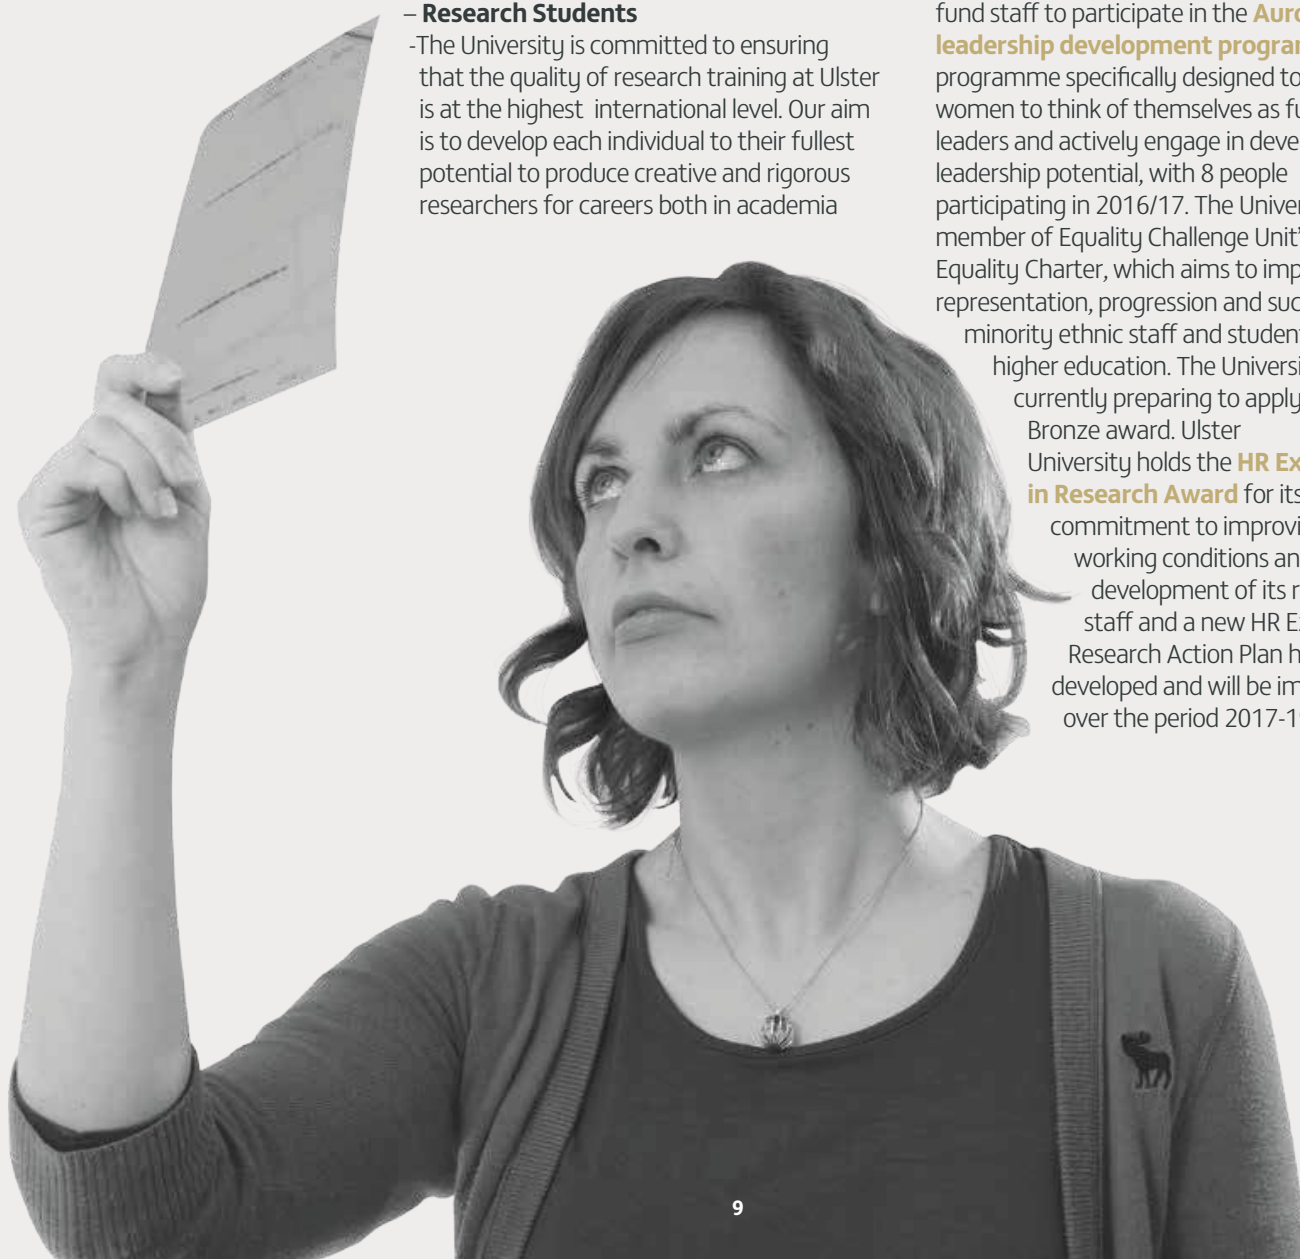 – Research Students
-The University is committed to ensuring
that the quality of research training at Ulster
is at the highest international level. Our aim
is to develop each individual to their fullest
potential to produce creative and rigorous
researchers for careers both in academia
fund staff to participate in the
leadership development
programme specifically designed to
women to think of themselves as
leaders and actively engage in
leadership potential, with 8 people
participating in 2016/17. The
member of Equality Challenge
Equality Charter, which aims to
representation, progression and
minority ethnic staff and
higher education. The
currently preparing to apply
Bronze award. Ulster
University holds the HR
in Research Award for its
commitment to
working conditions
development of its
staff and a new HR
Research Action Plan
developed and will be
over the period
9